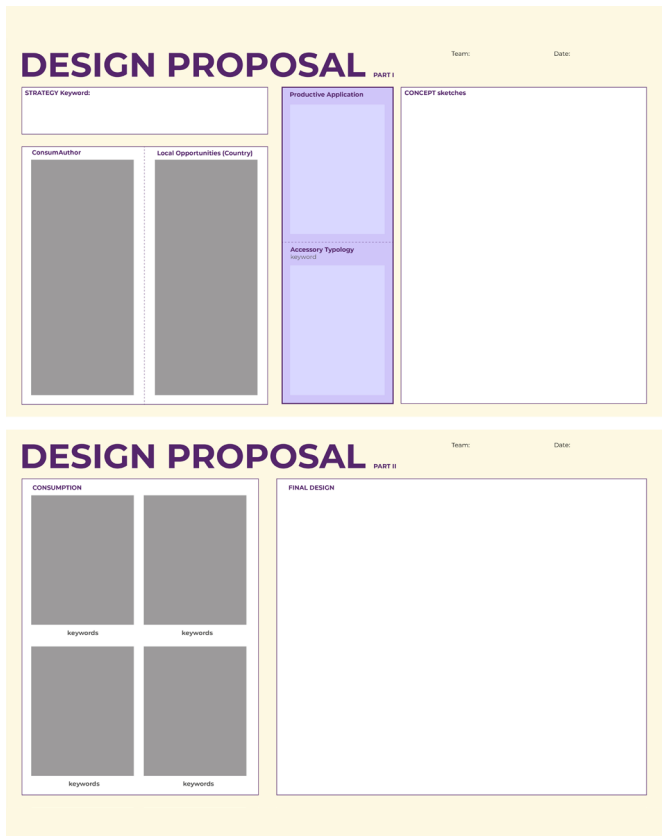 DESIGN PROPOSAL PART I
Team: Date:
STRATEGY Keyword:
ConsumAuthor
Local Opportunities (Country)
Productive Application
Accessory Typology
keyword
CONCEPT sketches
DESIGN PROPOSAL PART II
Team: Date:
CONSUMPTION
keywords keywords
keywords keywords
FINAL DESIGN